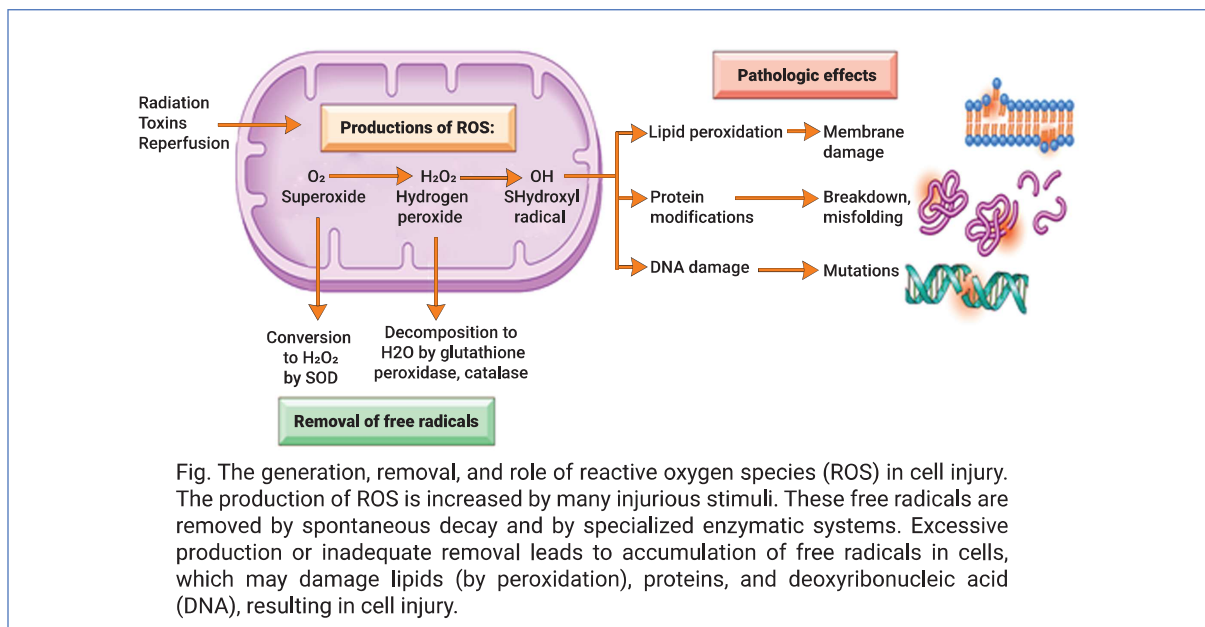 Radiation
Toxins
Reperfusion
Productions of ROS:
O₂
Superoxide
H₂O₂
Hydrogen
peroxide
OH
SHydroxyl
radical
Pathologic effects
Lipid peroxidation
Membrane
damage
Protein
modifications
Breakdown,
misfolding
DNA damage
Mutations
Conversion
to H₂O₂
by SOD
Decomposition to
H2O by glutathione
peroxidase, catalase
Removal of free radicals
Fig. The generation, removal, and role of reactive oxygen species (ROS) in cell injury.
The production of ROS is increased by many injurious stimuli. These free radicals are
removed by spontaneous decay and by specialized enzymatic systems. Excessive
production or inadequate removal leads to accumulation of free radicals in cells,
which may damage lipids (by peroxidation), proteins, and deoxyribonucleic acid
(DNA), resulting in cell injury.